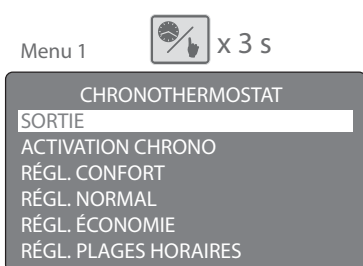 Menu 1
x 3 s
CHRONOTHERMOSTAT
SORTIE
ACTIVATION CHRONO
RÉGL. CONFORT
RÉGL. NORMAL
RÉGL. ÉCONOMIE
RÉGL. PLAGES HORAIRES